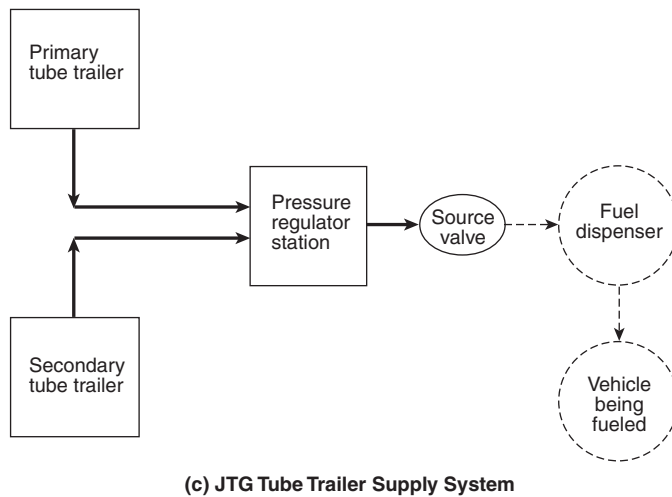 Primary
tube trailer
Pressure
regulator
station
Source
valve
Fuel
dispenser
Secondary
tube trailer
Vehicle
being
fueled
(c) JTG Tube Trailer Supply System